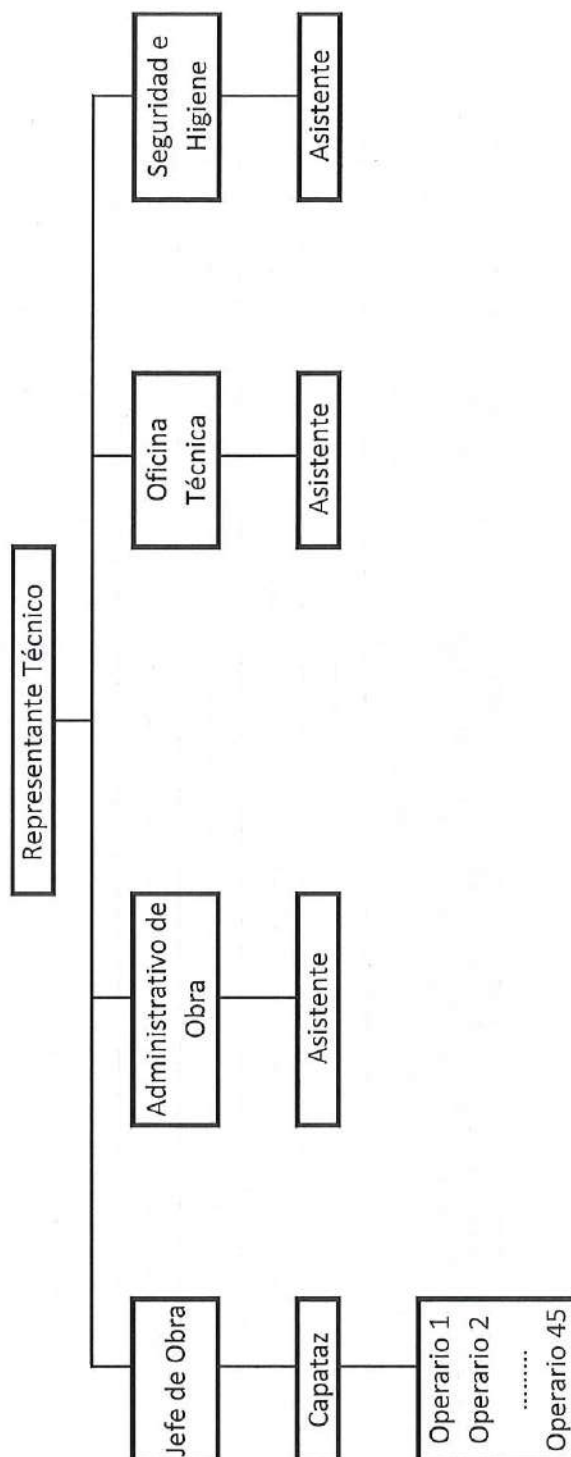 Representante Técnico
Jefe de Obra
Administrativo de
Obra
Oficina
Técnica
Seguridad e
Higiene
Capataz
Asistente
Asistente
Asistente
Operario 1
Operario 2
.........
Operario 45